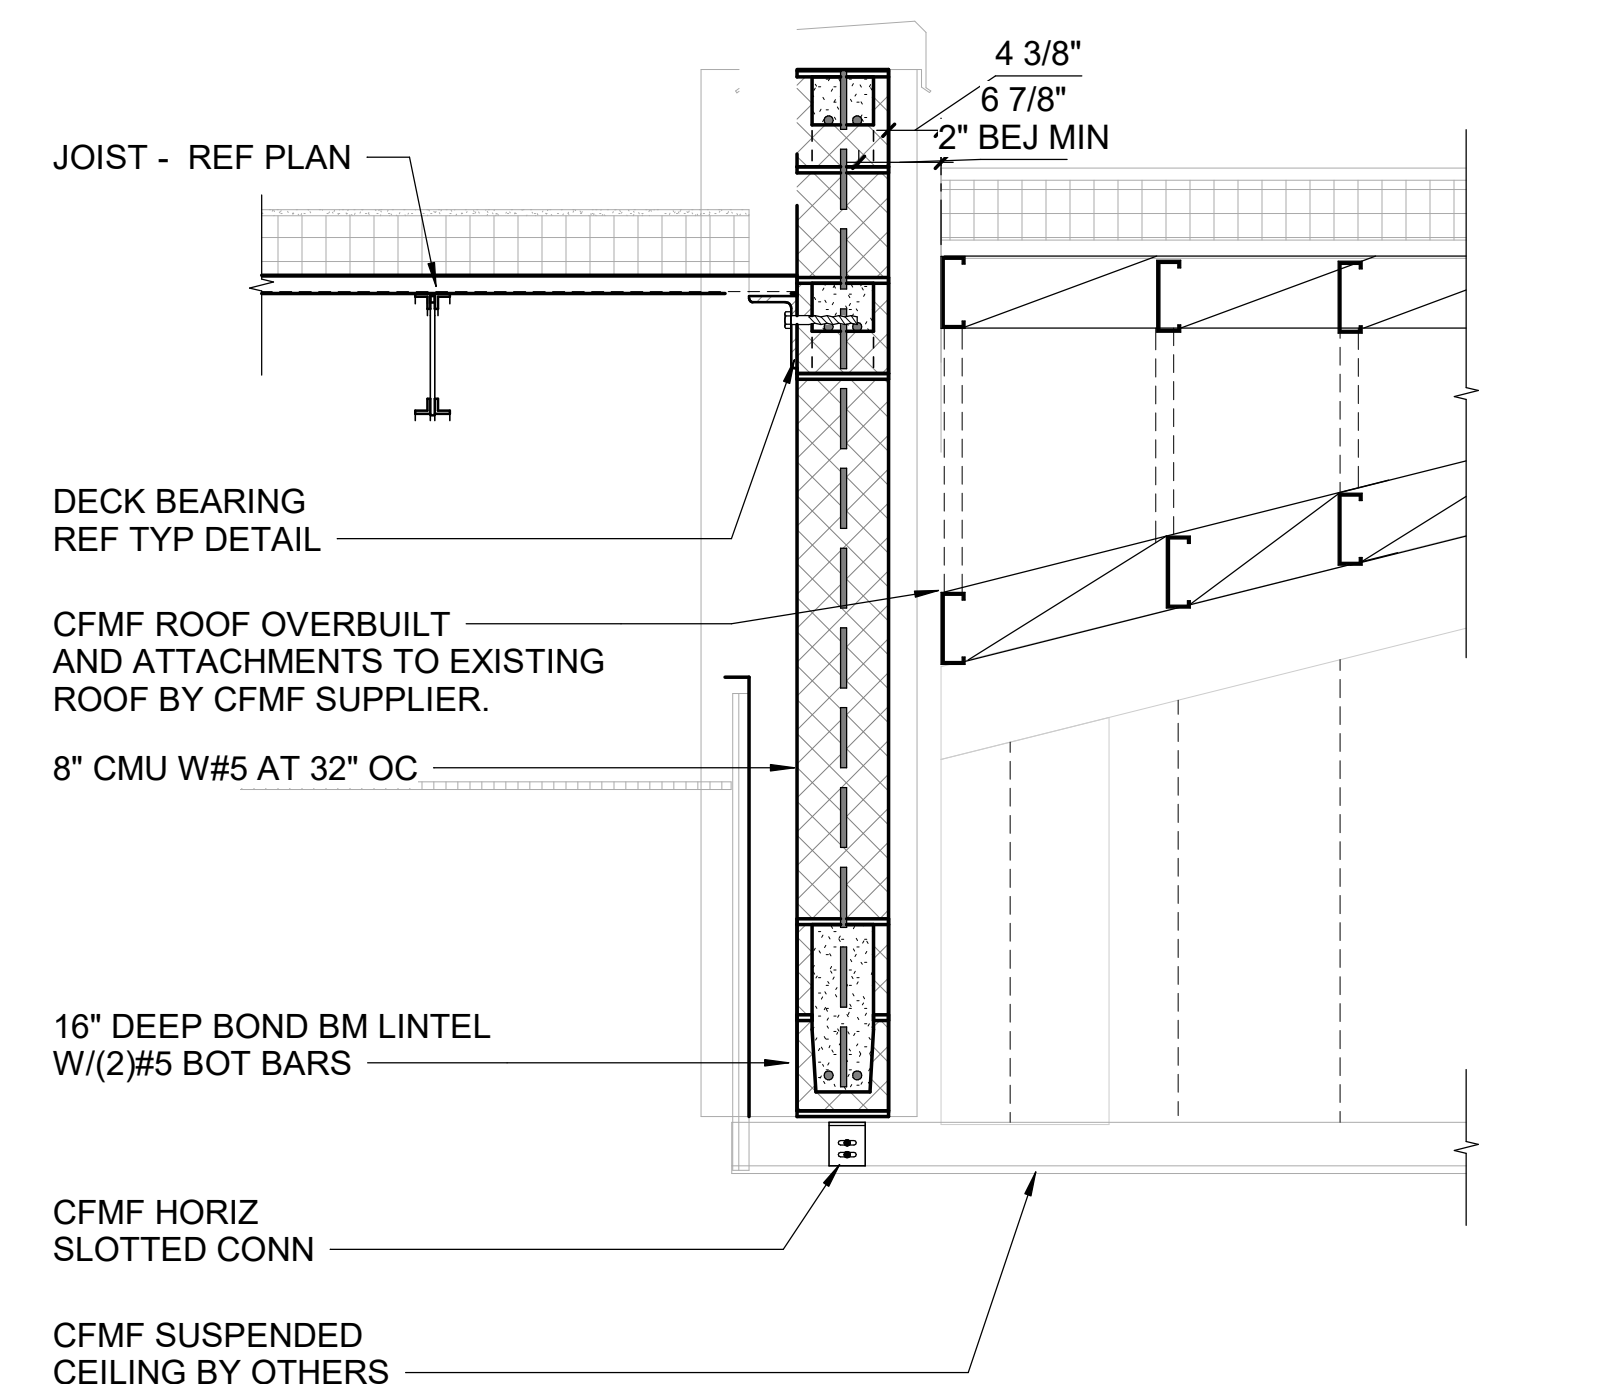 4 3/8"
6 7/8"
2" BEJ MIN
JOIST - REF PLAN
DECK BEARING
REF TYP DETAIL
CFMF ROOF OVERBUILT
AND ATTACHMENTS TO EXISTING
ROOF BY CFMF SUPPLIER.
8" CMU W#5 AT 32" OC
16" DEEP BOND BM LINTEL
W/(2)#5 BOT BARS
CFMF HORIZ
SLOTTED CONN
CFMF SUSPENDED
CEILING BY OTHERS